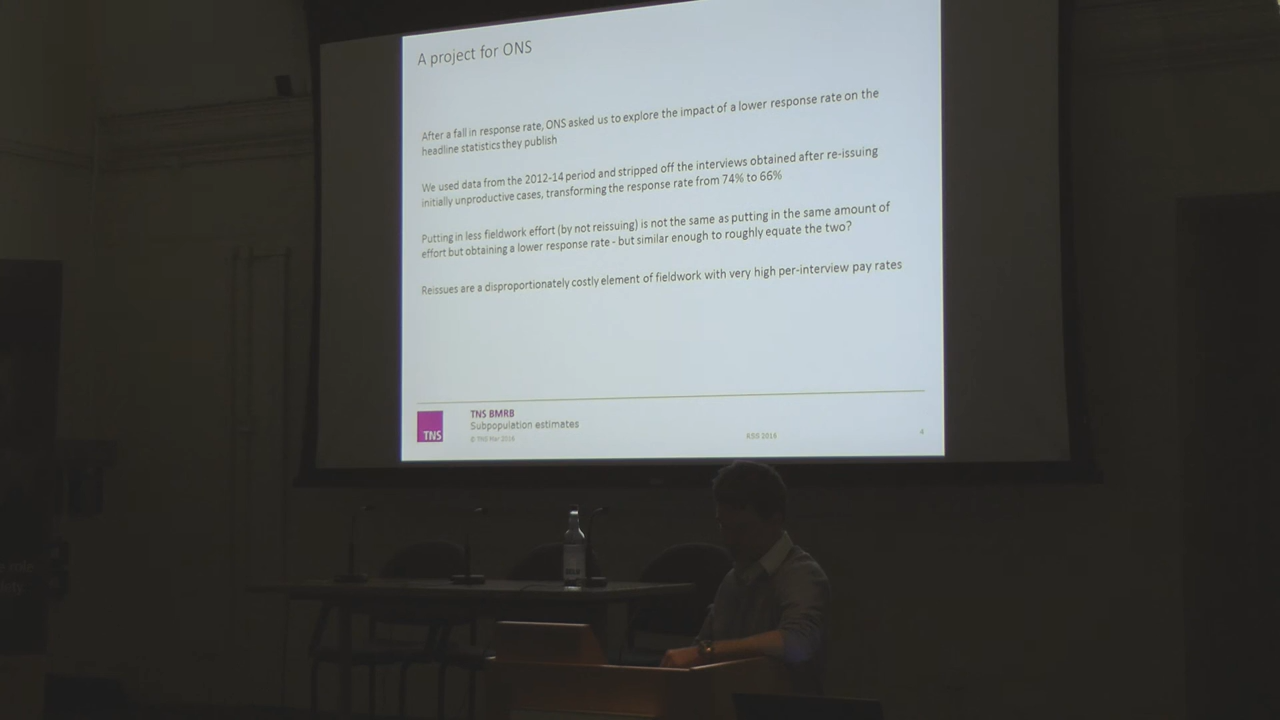 A project for ONS
After a fall in response rate, ONS asked us to explore the impact of a lower response rate on the
headline statistics they publish
We used data from the 2012-14 period and stripped off the interviews obtained after re-issuing
initially unproductive cases, transforming the response rate from 74% to 66%
Putting in less fieldwork effort (by not reissuing) is not the same as putting in the same amount of
effort but obtaining a lower response rate - but similar enough to roughly equate the two?
Reissues are a disproportionately costly element of fieldwork with very high per-interview pay rates
TNS
TNS BMRB
Subpopulation estimates
© TNS Mar 2016
RSS 2016
4